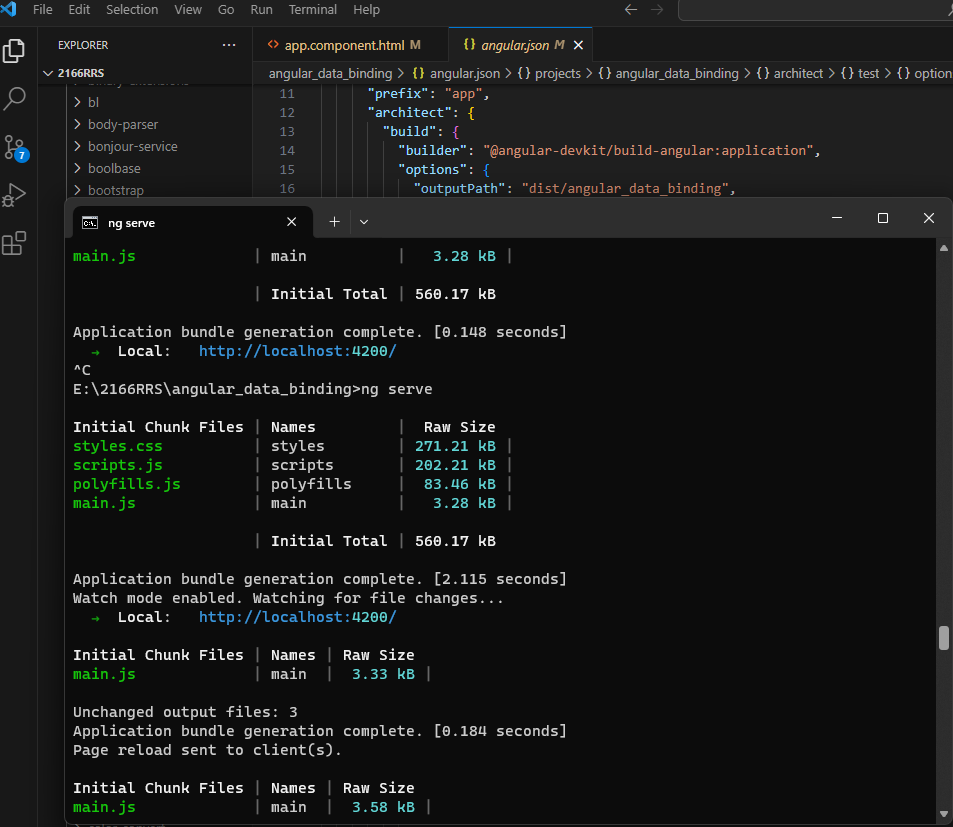 File Edit Selection View Go Run Terminal Help
EXPLORER ...
app.component.html M
{} angular.json M ×
2166RRS
angular_data_binding > {} angular.json > {} projects > {} angular_data_binding > {} architect > {} test > {} option
bl
body-parser
bonjour-service
boolbase
bootstrap
7
11 "prefix": "app",
12 "architect": {
13 "build": {
14 "builder": "@angular-devkit/build-angular:application",
15 "options": {
16 "outputPath": "dist/angular_data_binding",
ng serve
main.js | main | 3.28 kB |
| Initial Total | 560.17 kB
Application bundle generation complete. [0.148 seconds]
→ Local: http://localhost:4200/
^C
E:\2166RRS\angular_data_binding>ng serve
Initial Chunk Files | Names | Raw Size
styles.css | styles | 271.21 kB |
scripts.js | scripts | 202.21 kB |
polyfills.js | polyfills | 83.46 kB |
main.js | main | 3.28 kB |
| Initial Total | 560.17 kB
Application bundle generation complete. [2.115 seconds]
Watch mode enabled. Watching for file changes...
→ Local: http://localhost:4200/
Initial Chunk Files | Names | Raw Size
main.js | main | 3.33 kB |
Unchanged output files: 3
Application bundle generation complete. [0.184 seconds]
Page reload sent to client(s).
Initial Chunk Files | Names | Raw Size
main.js | main | 3.58 kB |